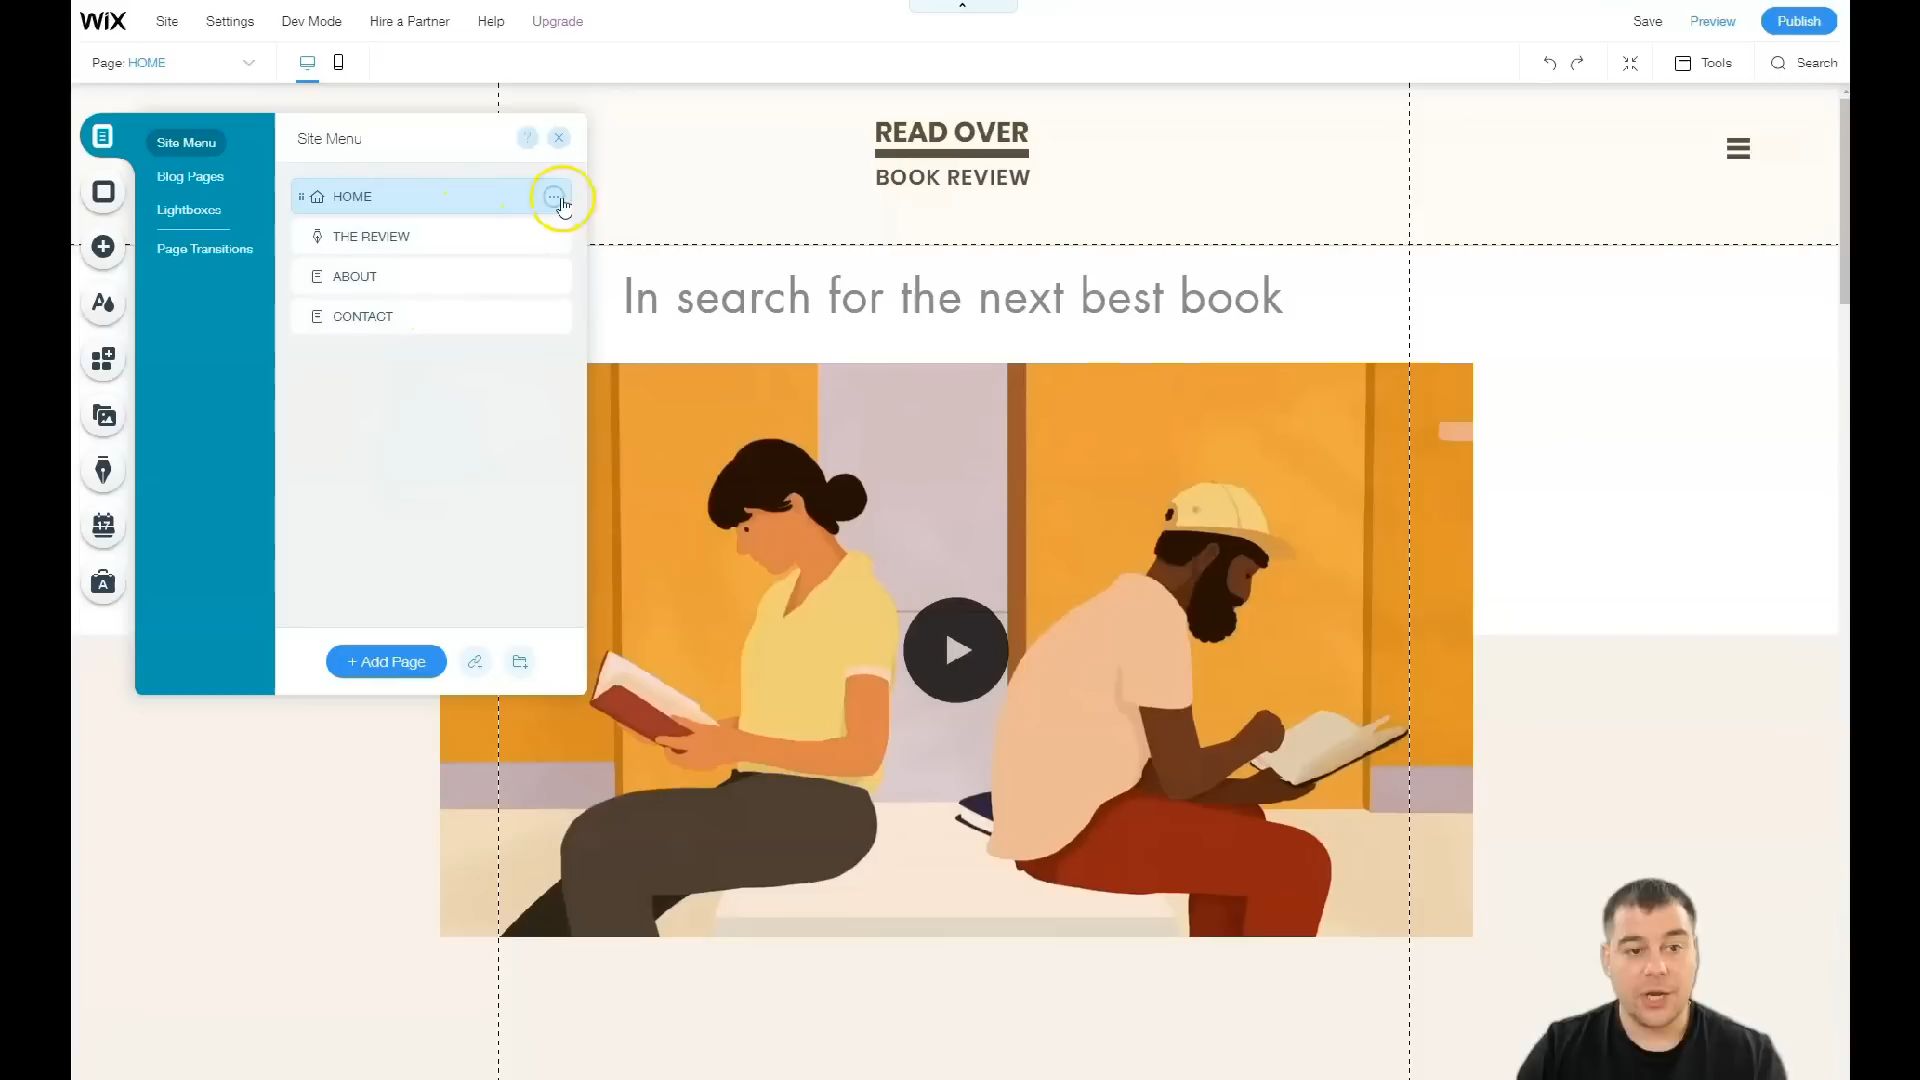 WIX Site Settings Dev Mode Hire a Partner Help Upgrade Save Preview Publish
Page: HOME Tools Search
Site Menu
Blog Pages
Lightboxes
Page Transitions
Site Menu ?
HOME
THE REVIEW
ABOUT
CONTACT
+ Add Page
READ OVER
BOOK REVIEW
In search for the next best book
17
A